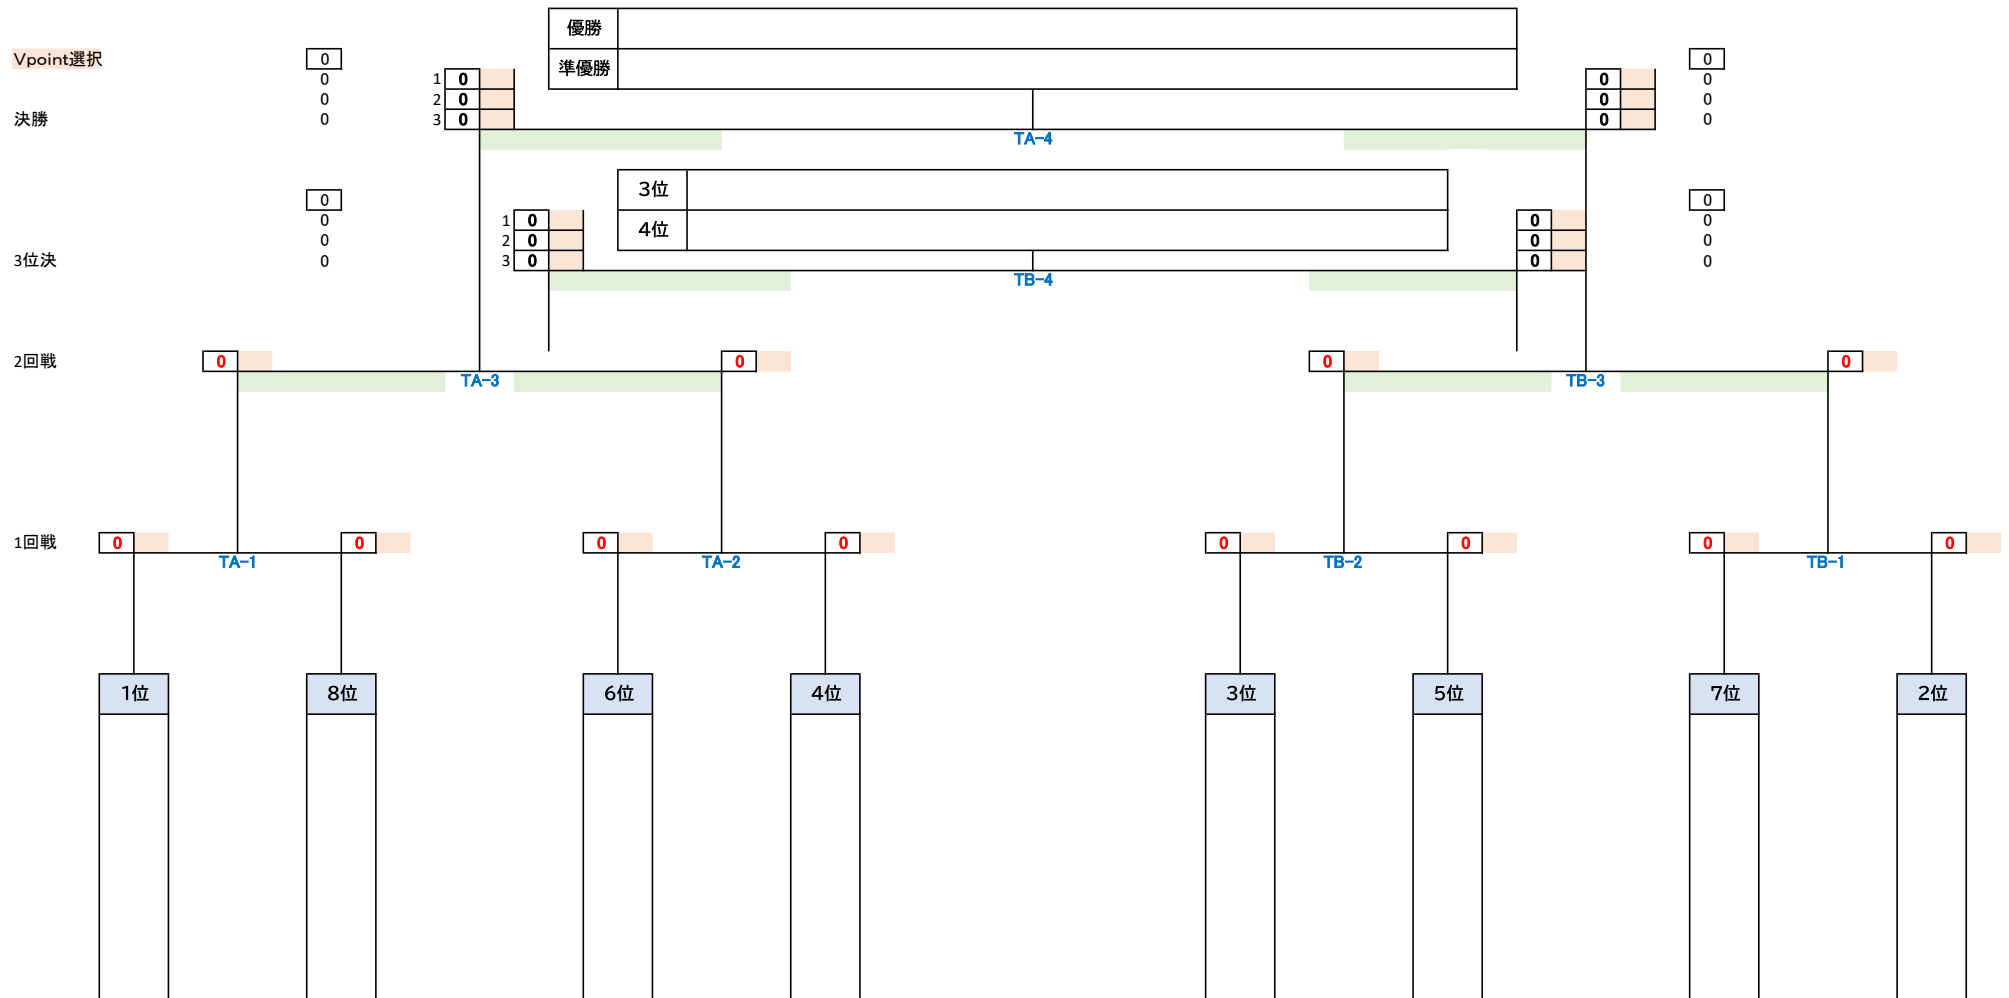 優勝
Vpoint選択 0 準優勝 0
0 1 0 0 0
0 2 0 0 0
決勝 0 3 0 0 0
TA-4
3位
0 0
0 1 0 4位 0 0
0 2 0 0 0
3位決 0 3 0 0 0
TB-4
2回戦 0 0 0 0
TA-3 TB-3
1回戦 0 0 0 0 0 0 0 0
TA-1 TA-2 TB-2 TB-1
1位 8位 6位 4位 3位 5位 7位 2位